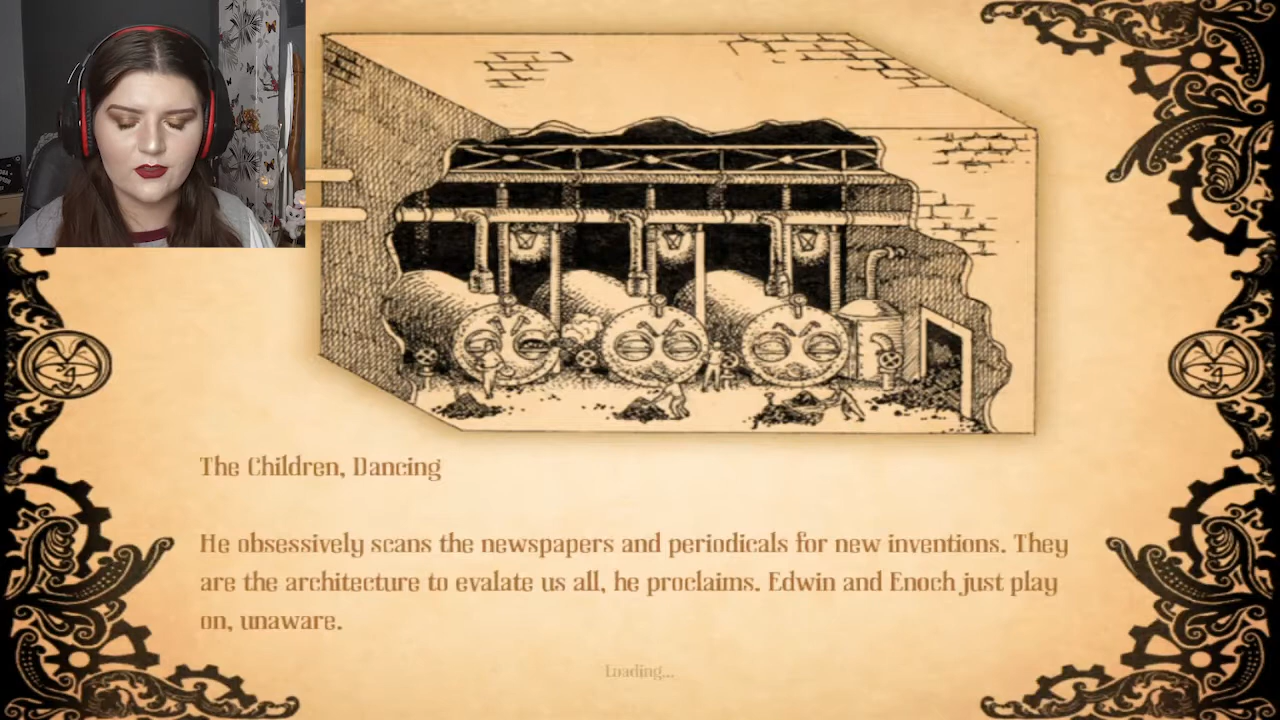 The Children, Dancing
He obsessively scans the newspapers and periodicals for new inventions. They
are the architecture to evalate us all, he proclaims. Edwin and Enoch just play
on, unaware.
Loading...